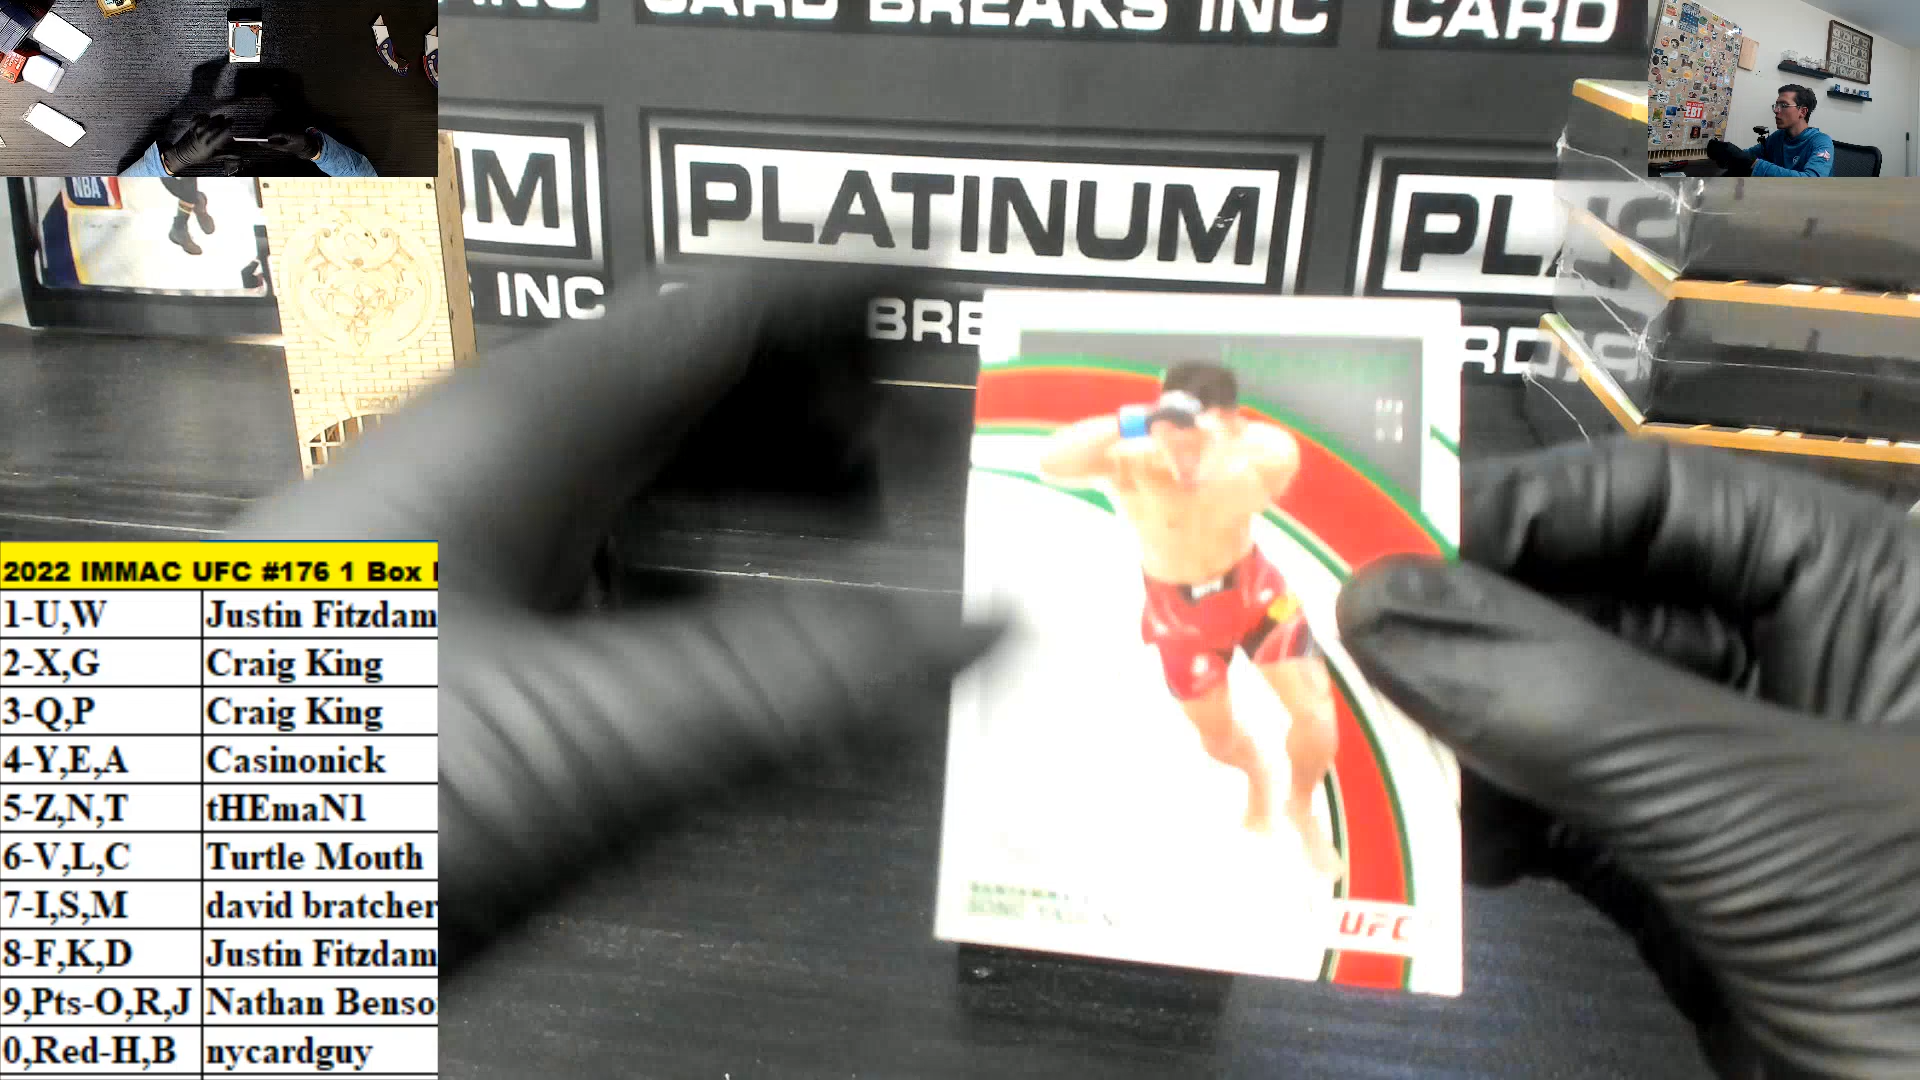 CARD BREAKS INC
CARD
NBA
UM
PLATINUM
PL
INC
BRE
2022 IMMAC UFC #176 1 Box
1-U,W Justin Fitzdam
2-X,G Craig King
3-Q,P Craig King
4-Y,E,A Casinonick
5-Z,N,T tHEmaN1
6-V,L,C Turtle Mouth
7-I,S,M david bratcher
8-F,K,D Justin Fitzdam
9,Pts-O,R,J Nathan Benso
0,Red-H,B nycardguy
UFC